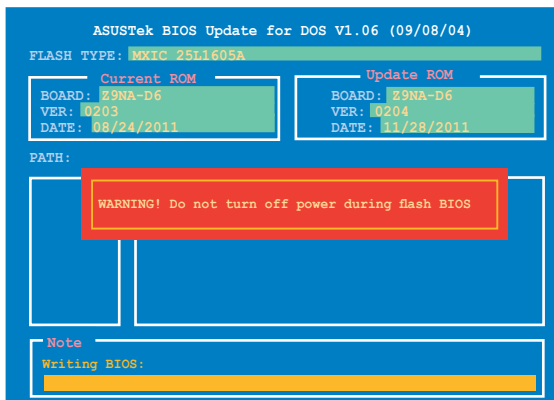 ASUSTek BIOS Update for DOS V1.06 (09/08/04)
FLASH TYPE: MXIC 25L1605A
Current ROM
BOARD: Z9NA-D6
VER: 0203
DATE: 08/24/2011
Update ROM
BOARD: Z9NA-D6
VER: 0204
DATE: 11/28/2011
PATH:
WARNING! Do not turn off power during flash BIOS
Note
Writing BIOS: